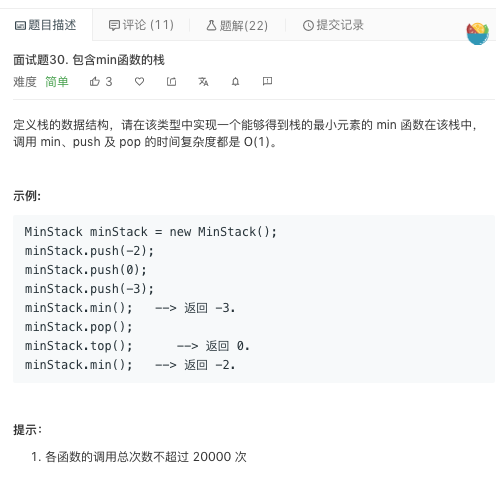 题目描述 评论 (11) 题解(22) 提交记录
面试题30. 包含min函数的栈
难度 简单 3
定义栈的数据结构，请在该类型中实现一个能够得到栈的最小元素的 min 函数在该栈中，
调用 min、push 及 pop 的时间复杂度都是 O(1)。
示例:
MinStack minStack = new MinStack();
minStack.push(-2);
minStack.push(0);
minStack.push(-3);
minStack.min();   --> 返回 -3.
minStack.pop();
minStack.top();      --> 返回 0.
minStack.min();   --> 返回 -2.
提示：
1. 各函数的调用总次数不超过 20000 次